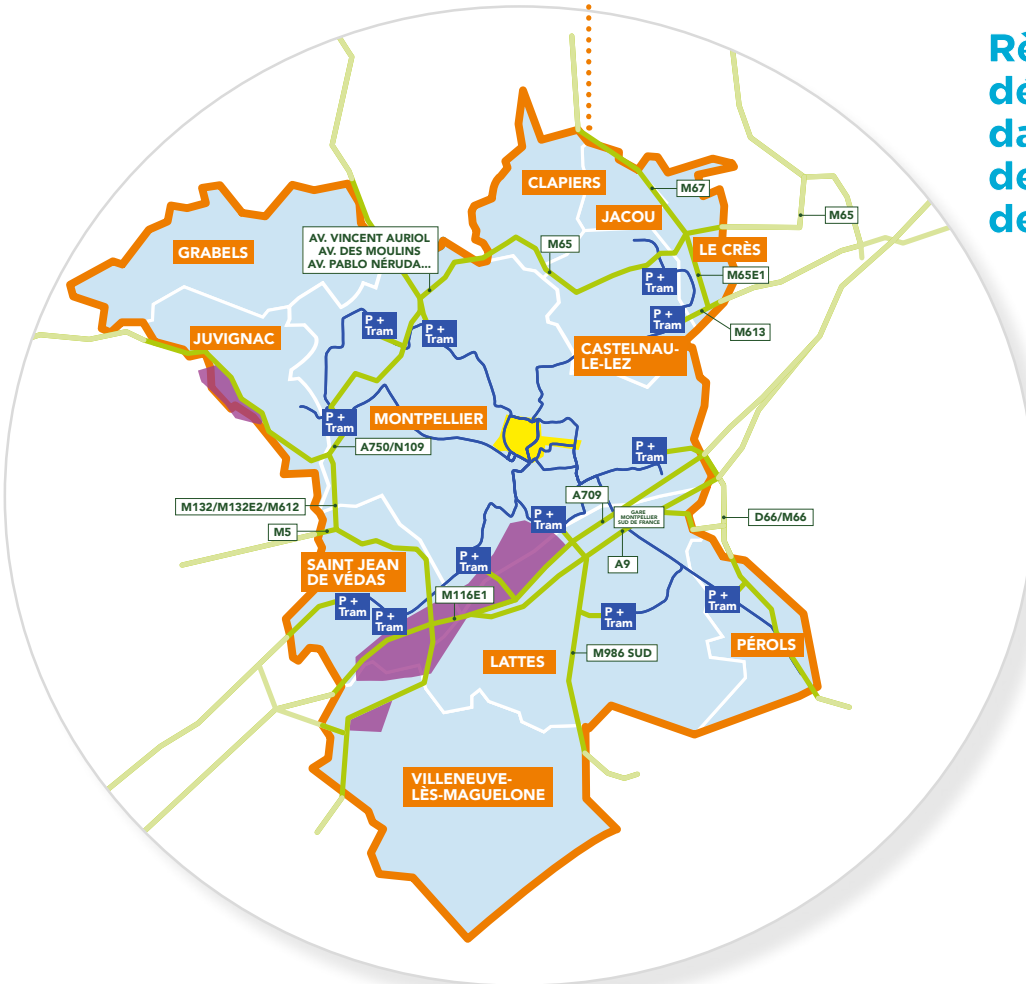 Rè
dé
da
de
de
CLAPIERS
M67
JACOU
M65
AV. VINCENT AURIOL
AV. DES MOULINS
AV. PABLO NÉRUDA...
M65
LE CRÈS
GRABELS
M65E1
P +
Tram
P +
Tram
P +
Tram
P +
Tram
M613
JUVIGNAC
CASTELNAU-
LE-LEZ
MONTPELLIER
P +
Tram
A750/N109
P +
Tram
A709
M132/M132E2/M612
GARE
MONTPELLIER
SUD DE FRANCE
D66/M66
P +
Tram
M5
P +
Tram
A9
SAINT JEAN
DE VÉDAS
M116E1
P +
Tram
P +
Tram
P +
Tram
P +
Tram
PÉROLS
M986 SUD
LATTES
VILLENEUVE-
LÈS-MAGUELONE